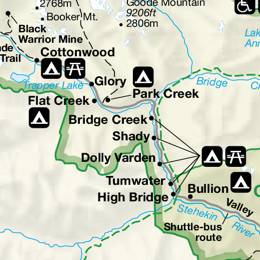 2768m
Booker Mt.
Goode Mountain
9206ft
2806m
Black
Warrior Mine
Cottonwood
Trail
Trapper Lake
Glory
Park Creek
Flat Creek
Bridge
Bridge Creek
Shady
Dolly Varden
Tumwater
High Bridge
Bullion
Valley
Stehekin
River
Shuttle-bus
route